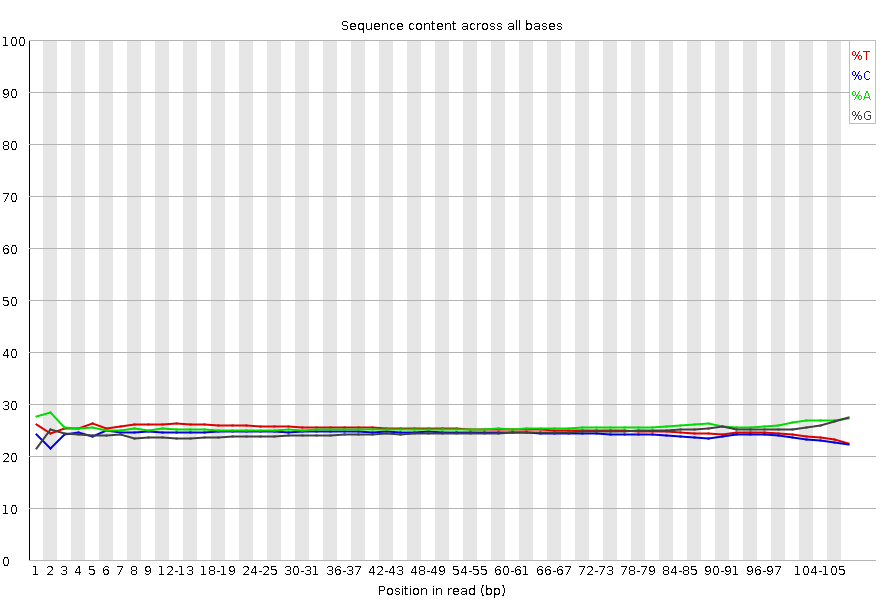 Sequence content across all bases
100
90
80
70
60
50
40
30
20
10
0
%T
%C
%A
%G
1 2 3 4 5 6 7 8 9 12-13 18-19 24-25 30-31 36-37 42-43 48-49 54-55 60-61 66-67 72-73 78-79 84-85 90-91 96-97 104-105
Position in read (bp)